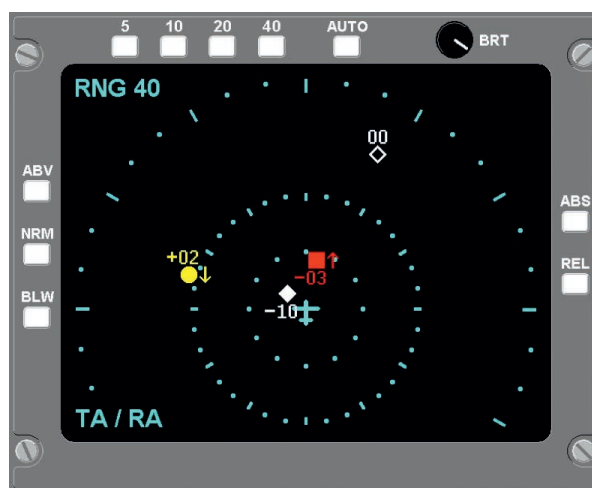 5 10 20 40 AUTO
BRT
RNG 40
00
ABV
ABS
NRM
+02
↓
↑
-03
REL
BLW
-10
TA / RA